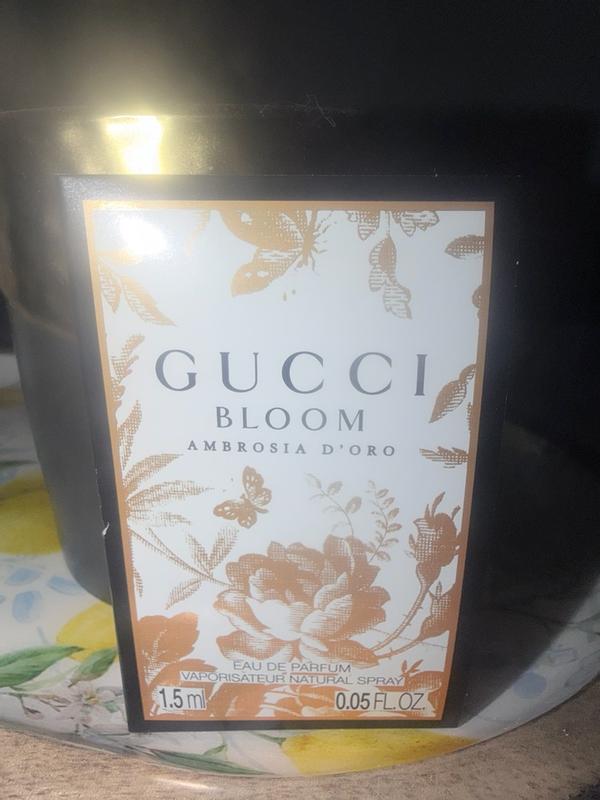 GUCCI
BLOOM
AMBROSIA D'ORO
EAU DE PARFUM
VAPORISATEUR NATURAL SPRAY
1.5 ml 0.05 FL.OZ.